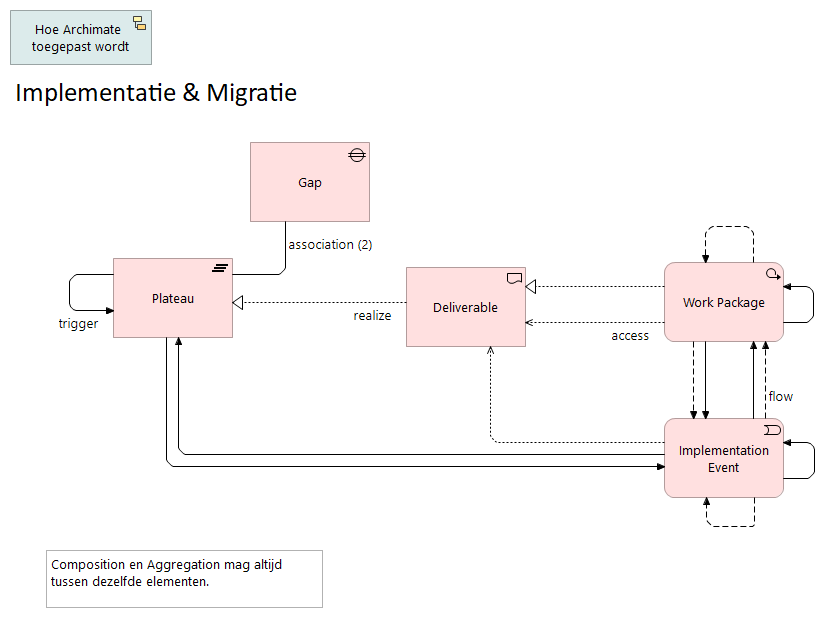 Hoe Archimate
toegepast wordt
Implementatie & Migratie
Gap
association (2)
Plateau
trigger
realize
Deliverable
Work Package
access
flow
Implementation
Event
Composition en Aggregation mag altijd
tussen dezelfde elementen.